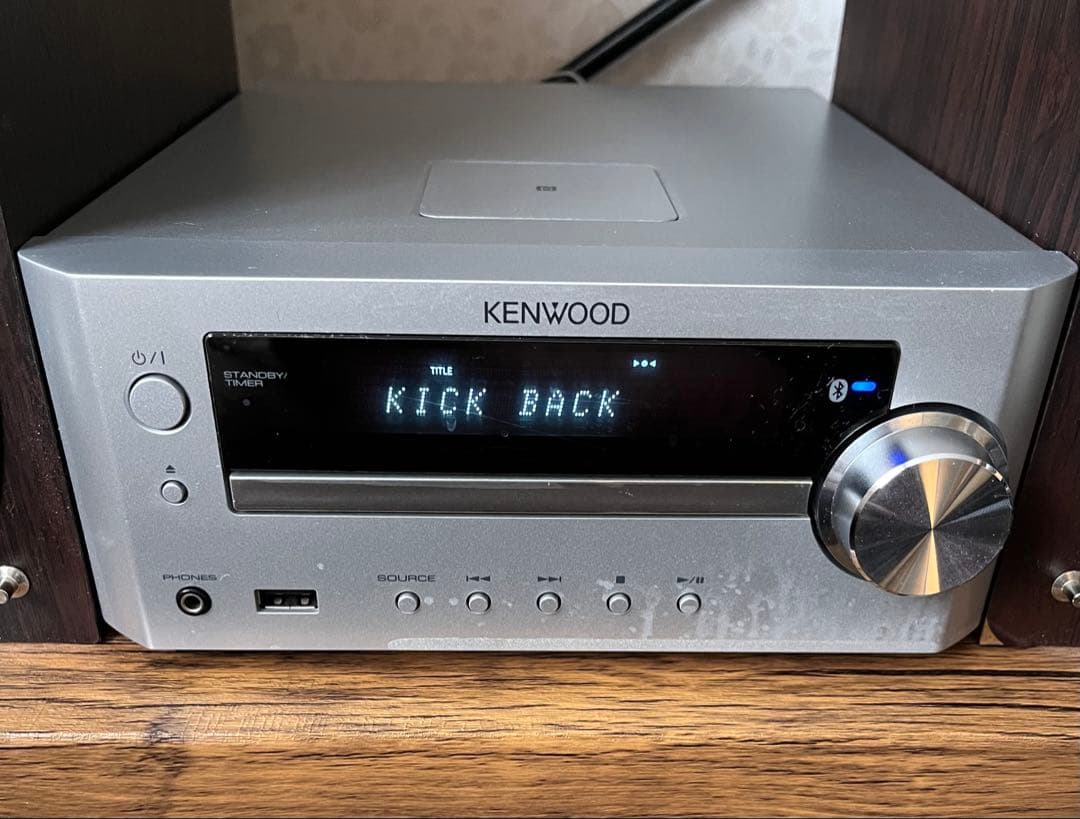 KENWOOD
STANDBY/
TIMER
TITLE
KICK BACK
PHONES
SOURCE